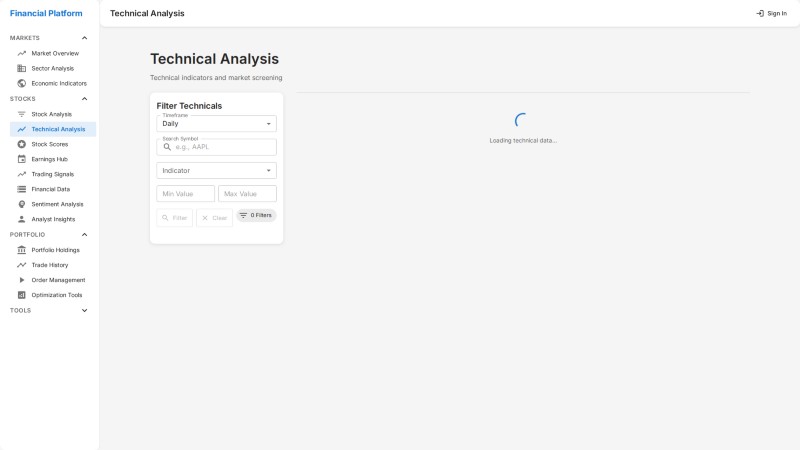 Financial Platform
Technical Analysis
Sign In
MARKETS
Market Overview
Sector Analysis
Economic Indicators
STOCKS
Stock Analysis
Technical Analysis
Stock Scores
Earnings Hub
Trading Signals
Financial Data
Sentiment Analysis
Analyst Insights
PORTFOLIO
Portfolio Holdings
Trade History
Order Management
Optimization Tools
TOOLS
Technical Analysis
Technical indicators and market screening
Filter Technicals
Timeframe
Daily
Search Symbol
e.g., AAPL
Indicator
Min Value
Max Value
Filter
Clear
0 Filters
Loading technical data...